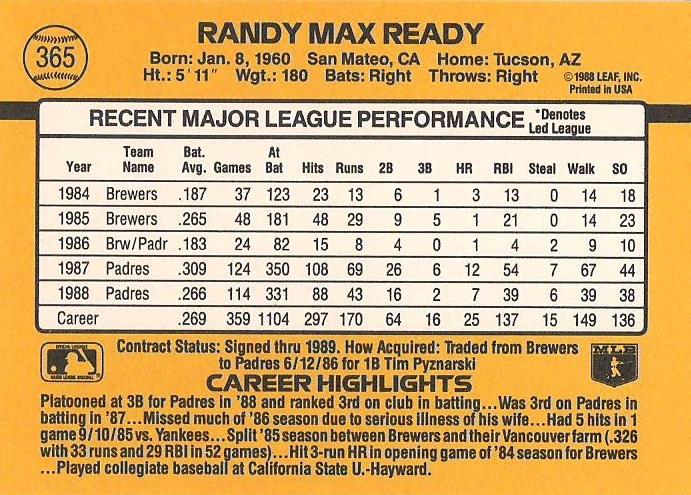 365
RANDY MAX READY
Born: Jan. 8, 1960 San Mateo, CA Home: Tucson, AZ
Ht.: 5' 11" Wgt.: 180 Bats: Right Throws: Right
©1988 LEAF, INC.
Printed in USA
RECENT MAJOR LEAGUE PERFORMANCE *Denotes
Led League
Year Team Name Bat. Avg. Games At Bat Hits Runs 2B 3B HR RBI Steal Walk SO
1984 Brewers .187 37 123 23 13 6 1 3 13 0 14 18
1985 Brewers .265 48 181 48 29 9 5 1 21 0 14 23
1986 Brw/Padr .183 24 82 15 8 4 0 1 4 2 9 10
1987 Padres .309 124 350 108 69 26 6 12 54 7 67 44
1988 Padres .266 114 331 88 43 16 2 7 39 6 39 38
Career .269 359 1104 297 170 64 16 25 137 15 149 136
Contract Status: Signed thru 1989. How Acquired: Traded from Brewers
to Padres 6/12/86 for 1B Tim Pyznarski
MLB
CAREER HIGHLIGHTS
Platooned at 3B for Padres in '88 and ranked 3rd on club in batting...Was 3rd on Padres in
batting in '87...Missed much of '86 season due to serious illness of his wife...Had 5 hits in 1
game 9/10/85 vs. Yankees...Split '85 season between Brewers and their Vancouver farm (.326
with 33 runs and 29 RBI in 52 games)...Hit 3-run HR in opening game of '84 season for Brewers
...Played collegiate baseball at California State U.-Hayward.